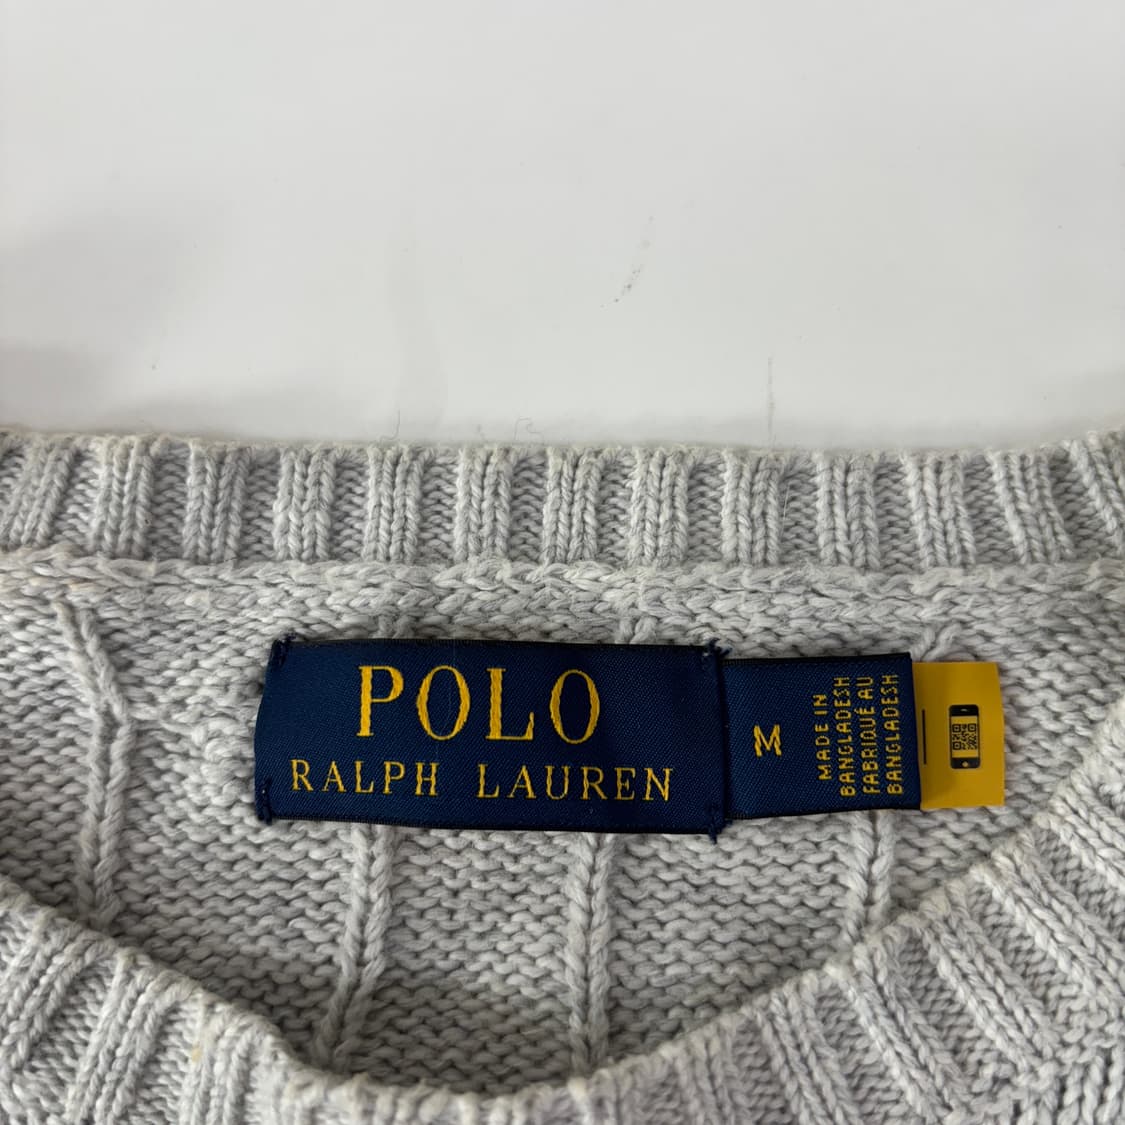 POLO
RALPH LAUREN
M
MADE IN
BANGLADESH
FABRIQUÉ AU
BANGLADESH